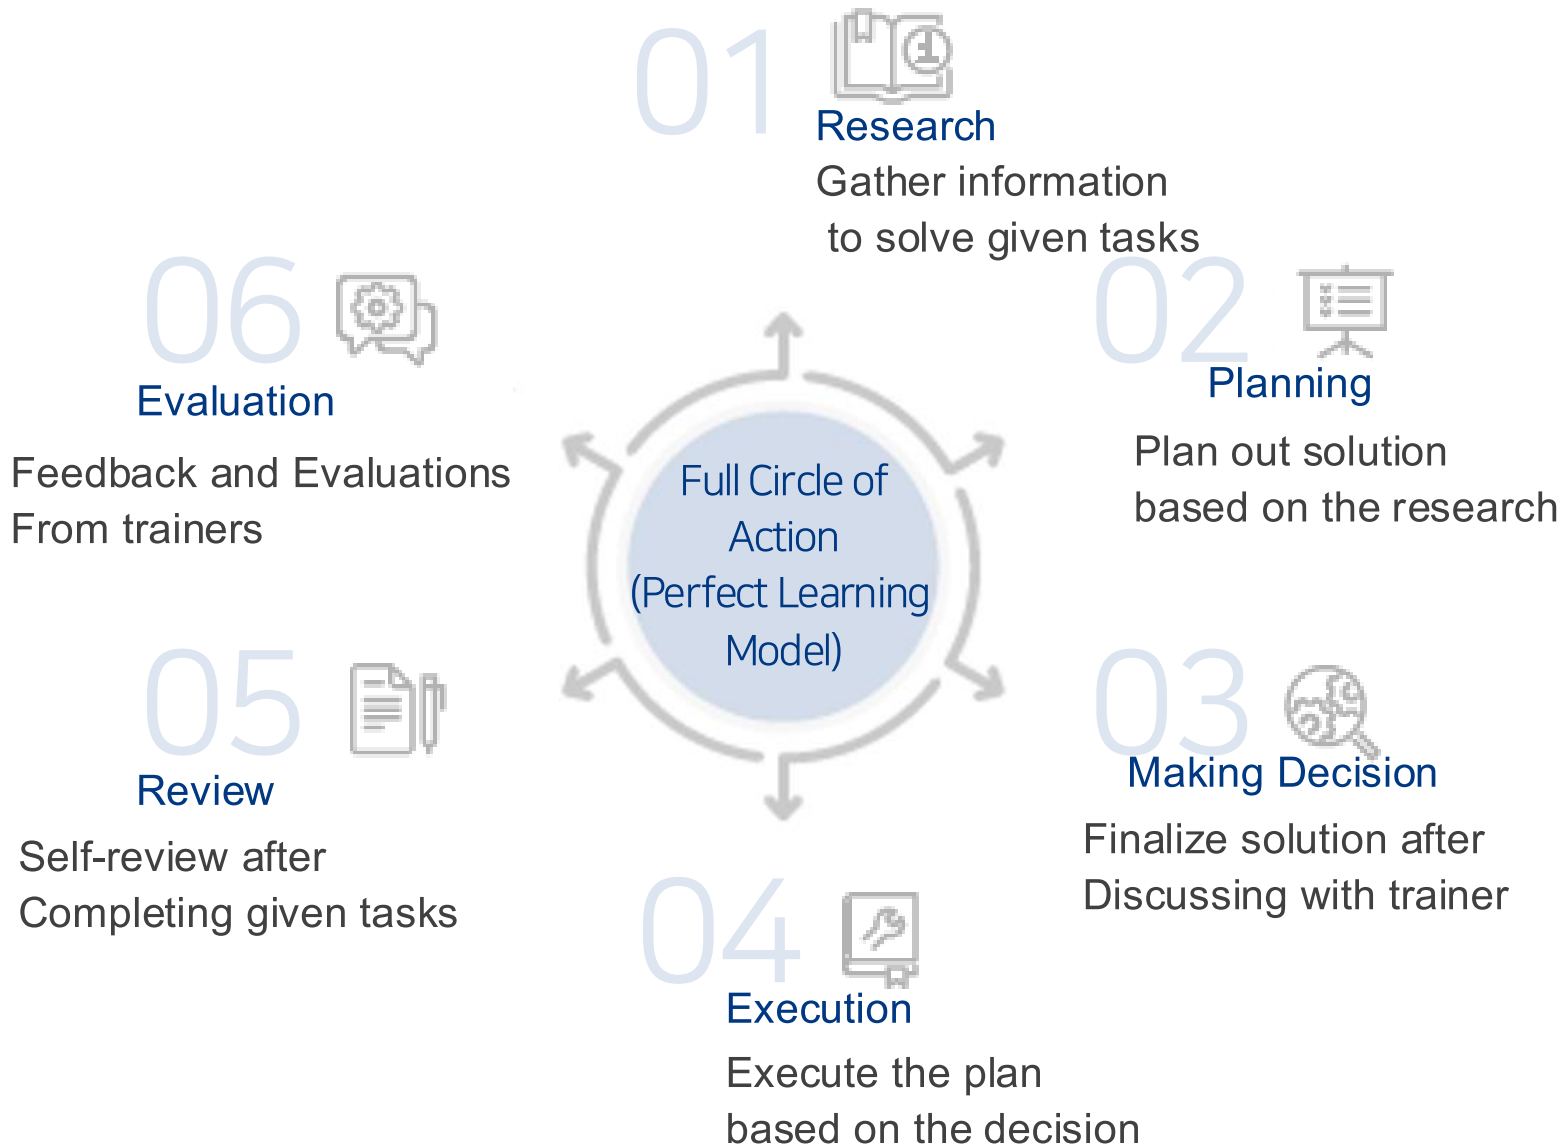 01
Research
Gather information
to solve given tasks
02
Planning
Plan out solution
based on the research
03
Making Decision
Finalize solution after
Discussing with trainer
04
Execution
Execute the plan
based on the decision
05
Review
Self-review after
Completing given tasks
06
Evaluation
Feedback and Evaluations
From trainers
Full Circle of
Action
(Perfect Learning
Model)